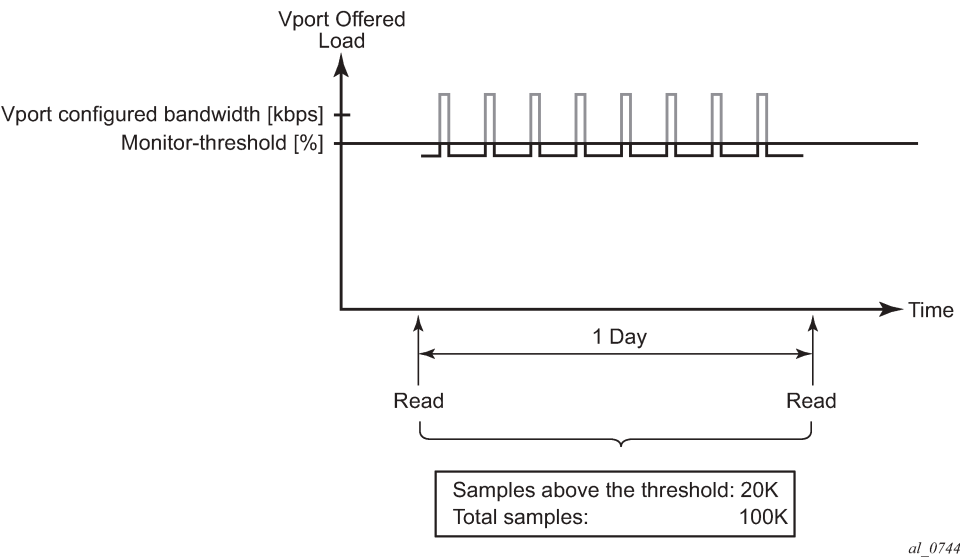 Vport Offered
Load
Vport configured bandwidth [kbps]
Monitor-threshold [%]
Time
1 Day
Read
Read
Samples above the threshold: 20K
Total samples: 100K
al_0744